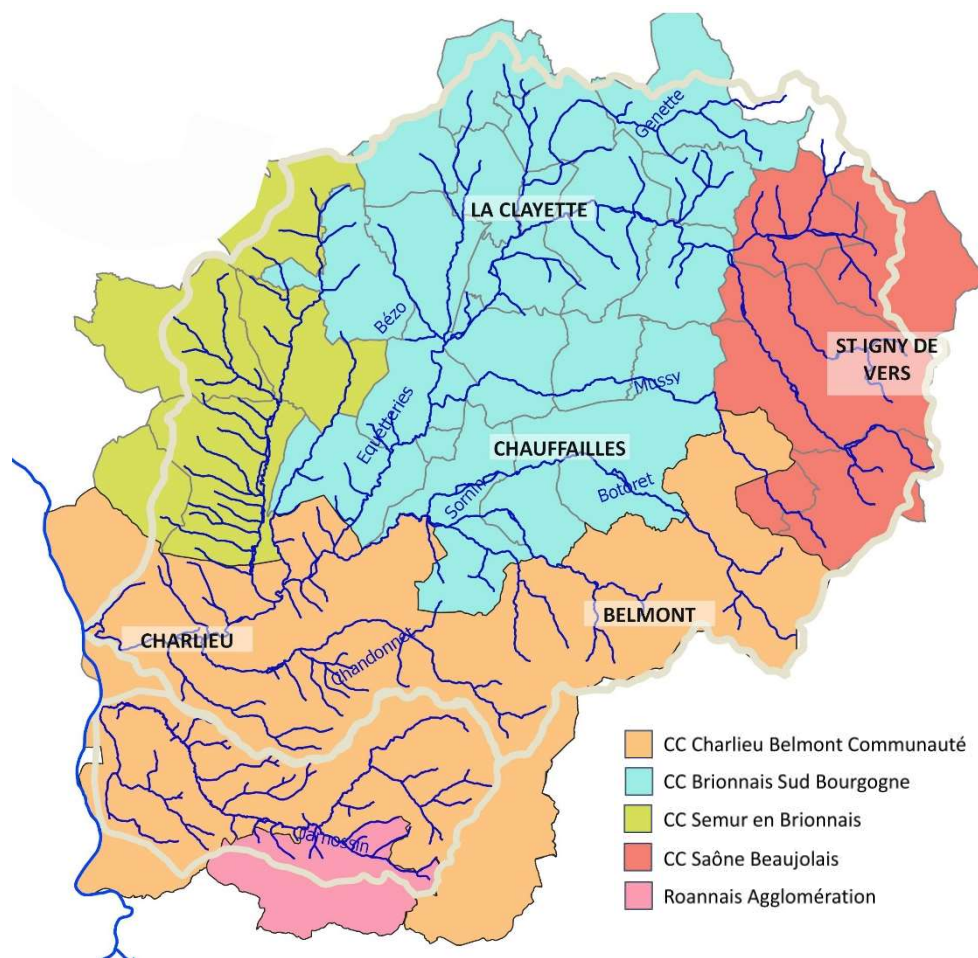 Genette
LA CLAYETTE
Bézo
ST IGNY DE
VERS
Mussy
Equetteries
CHAUFFAILLES
Sornin
Botoret
BELMONT
CHARLIEU
Chandonnet
Jarnossin
CC Charlieu Belmont Communauté
CC Brionnais Sud Bourgogne
CC Semur en Brionnais
CC Saône Beaujolais
Roannais Agglomération